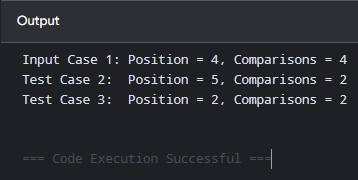 Output
Input Case 1: Position = 4, Comparisons = 4
Test Case 2:  Position = 5, Comparisons = 2
Test Case 3:  Position = 2, Comparisons = 2
=== Code Execution Successful ===